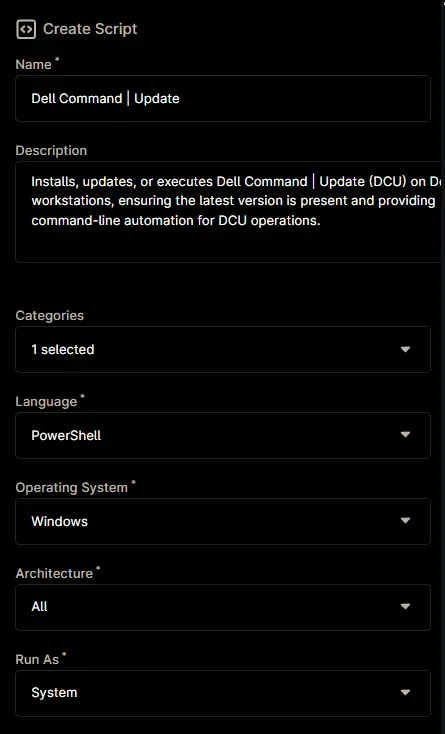 Create Script
Name *
Dell Command | Update
Description
Installs, updates, or executes Dell Command | Update (DCU) on
workstations, ensuring the latest version is present and providing
command-line automation for DCU operations.
Categories
1 selected
Language *
PowerShell
Operating System *
Windows
Architecture *
All
Run As *
System